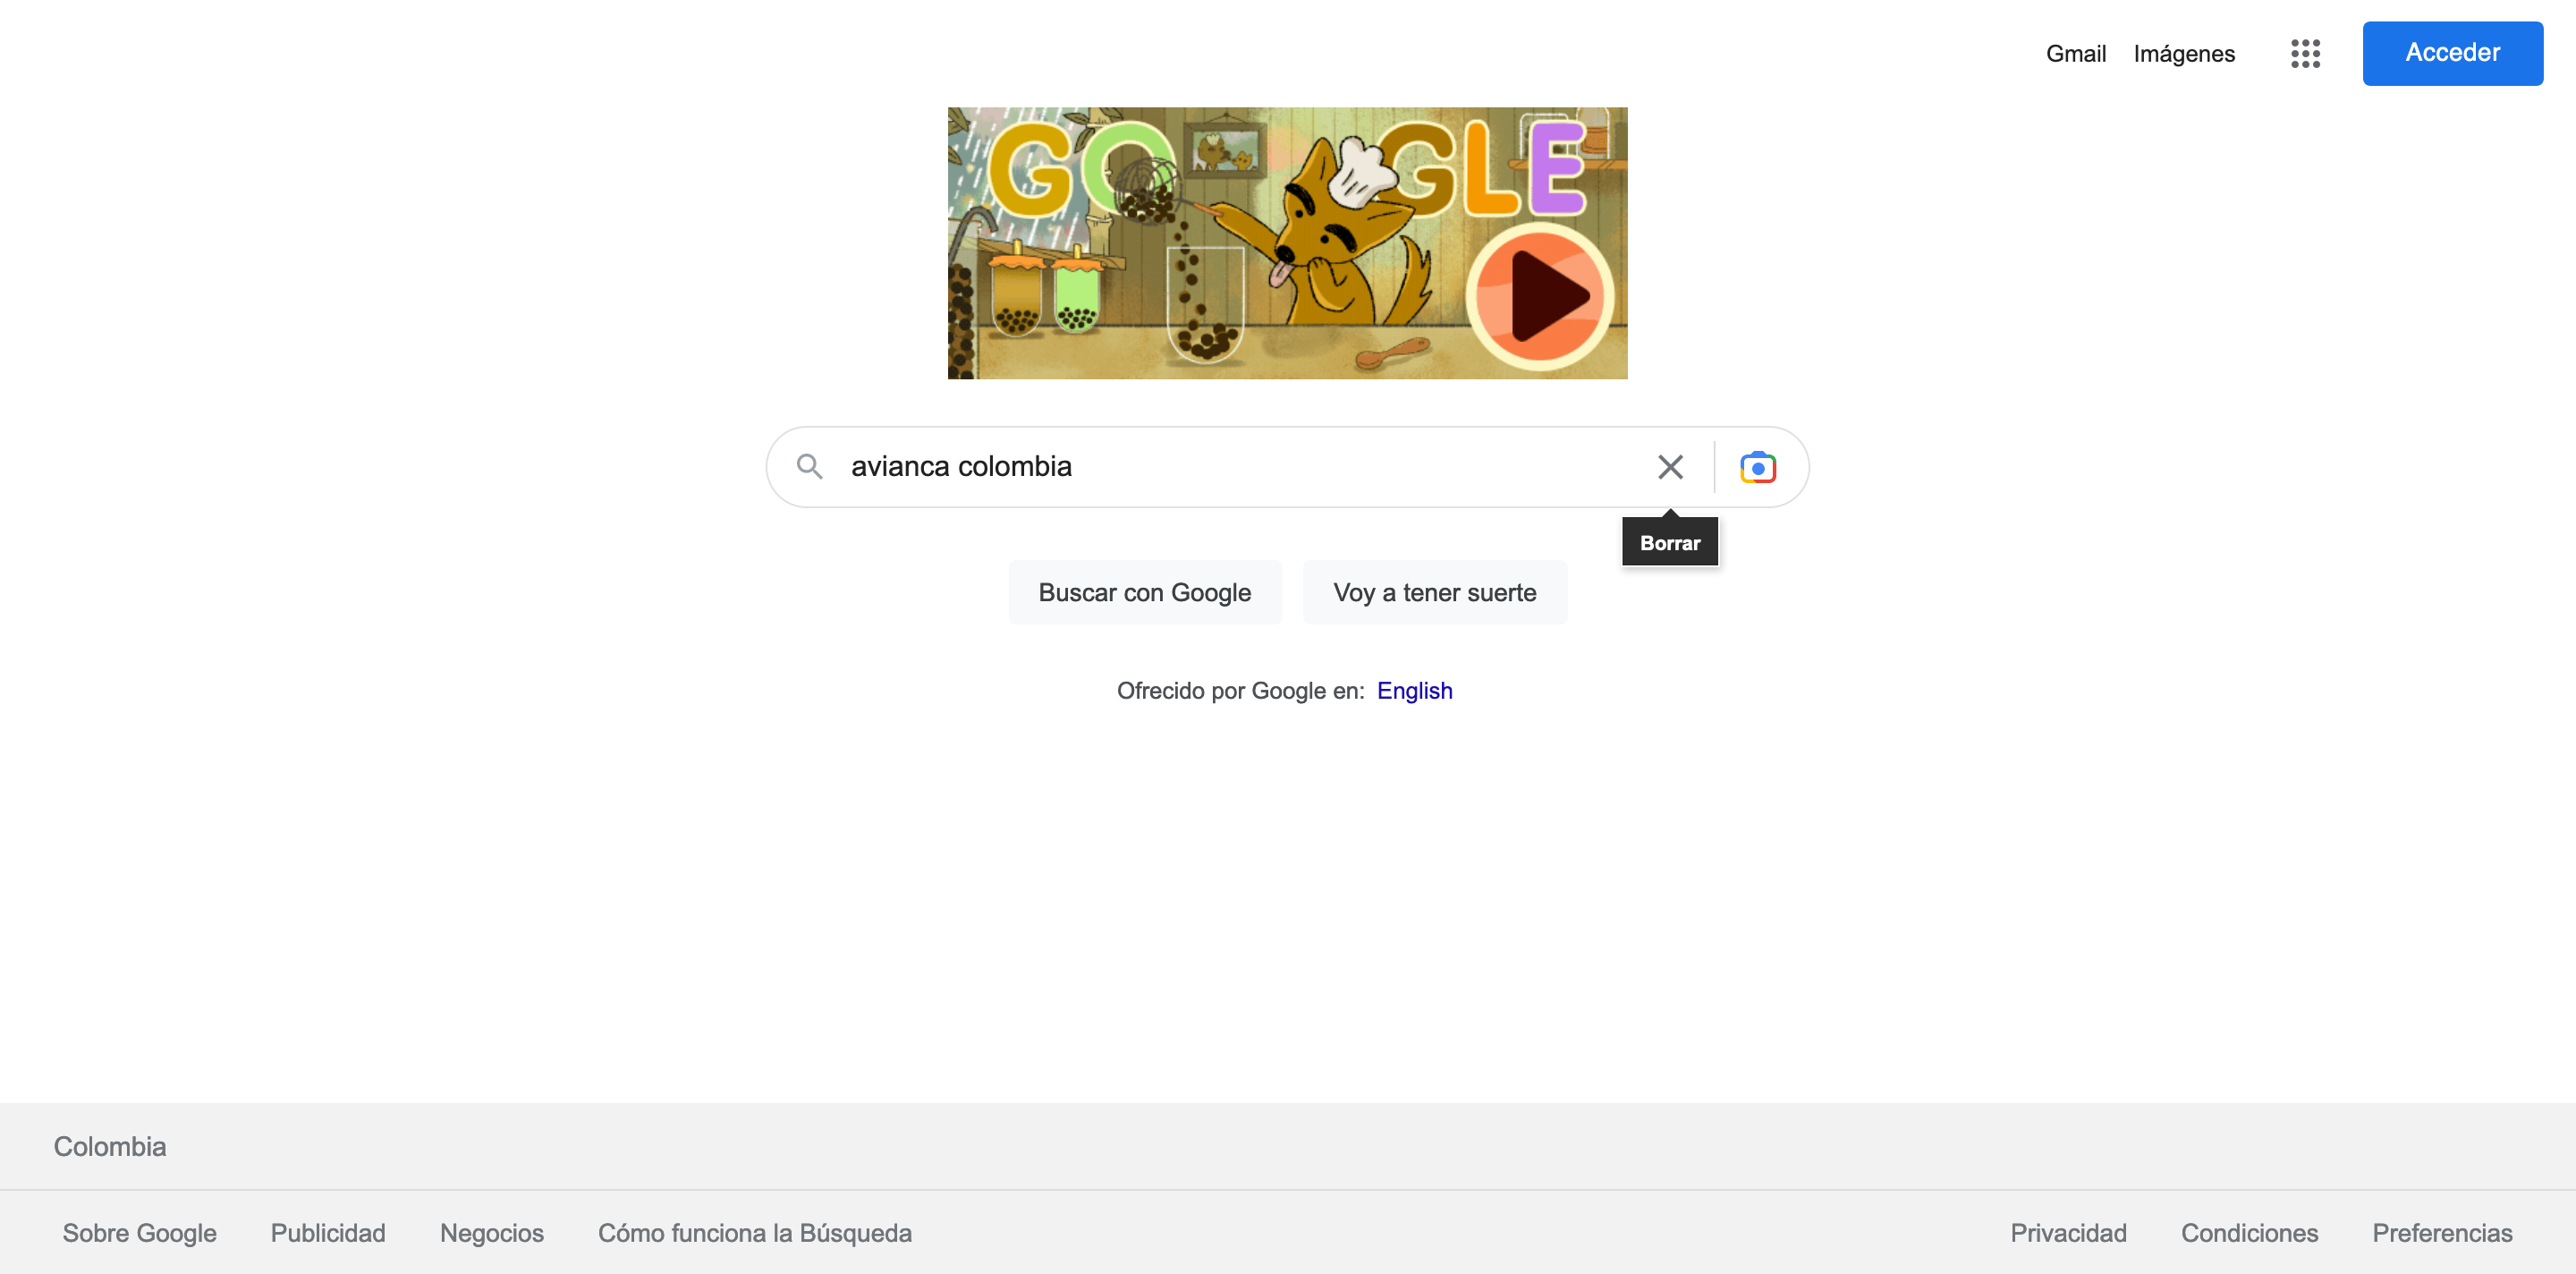 Gmail Imágenes Acceder
GOOGLE
avianca colombia
Borrar
Buscar con Google Voy a tener suerte
Ofrecido por Google en: English
Colombia
Sobre Google Publicidad Negocios Cómo funciona la Búsqueda Privacidad Condiciones Preferencias